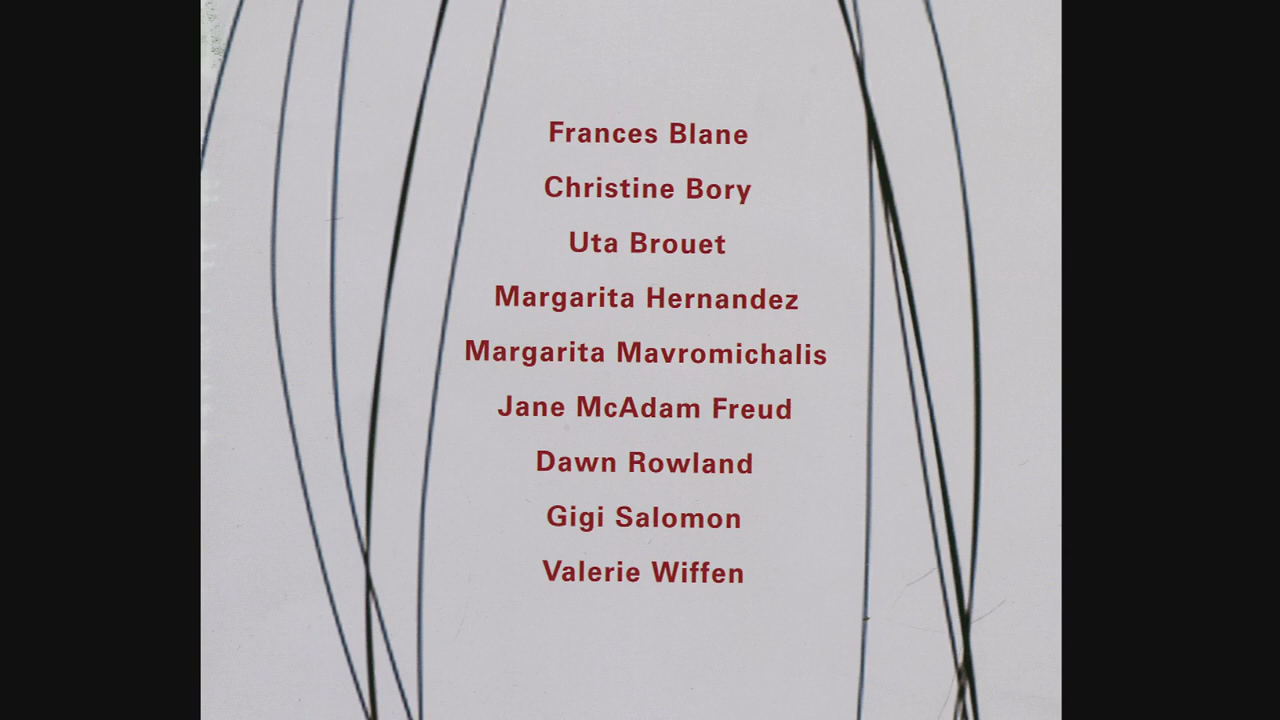 Frances Blane
Christine Bory
Uta Brouet
Margarita Hernandez
Margarita Mavromichalis
Jane McAdam Freud
Dawn Rowland
Gigi Salomon
Valerie Wiffen